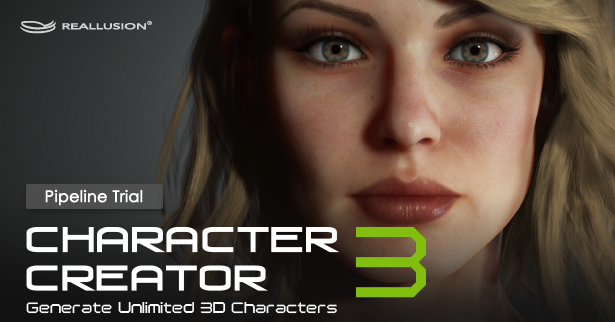 REALLUSION®
Pipeline Trial
CHARACTER
CREATOR 3
Generate Unlimited 3D Characters